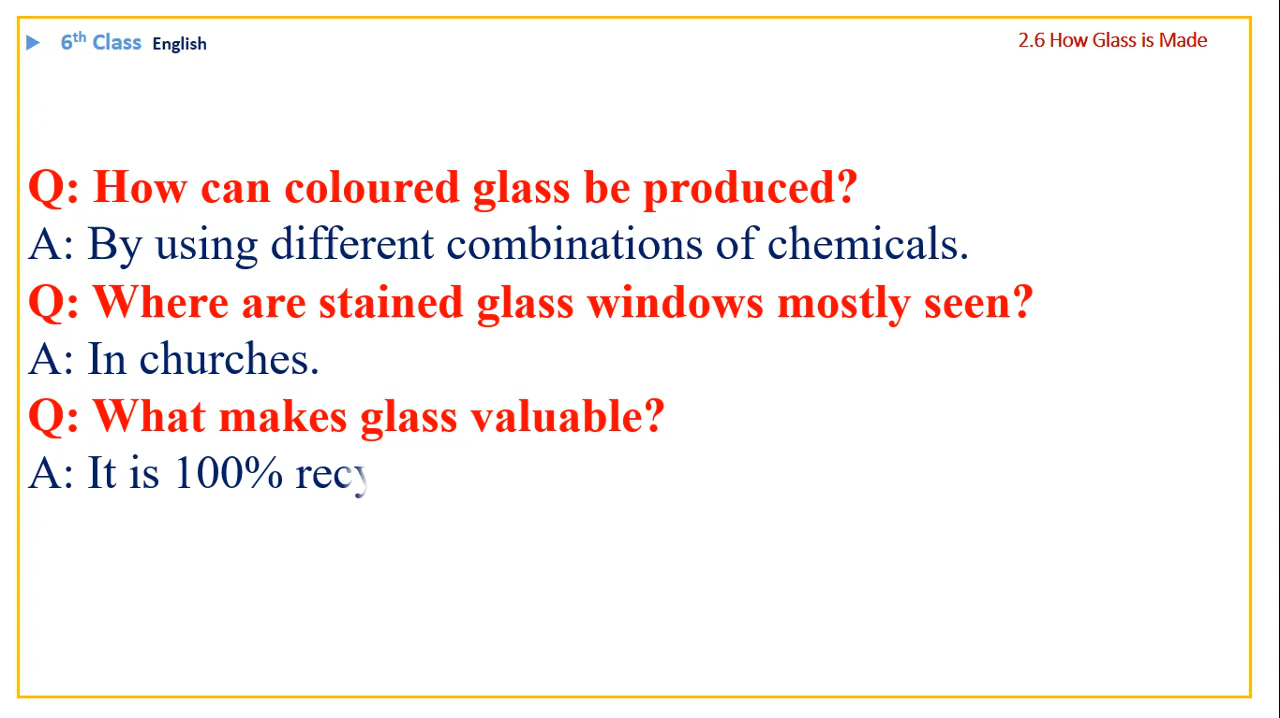 6th Class English
2.6 How Glass is Made
Q: How can coloured glass be produced?
A: By using different combinations of chemicals.
Q: Where are stained glass windows mostly seen?
A: In churches.
Q: What makes glass valuable?
A: It is 100% recy